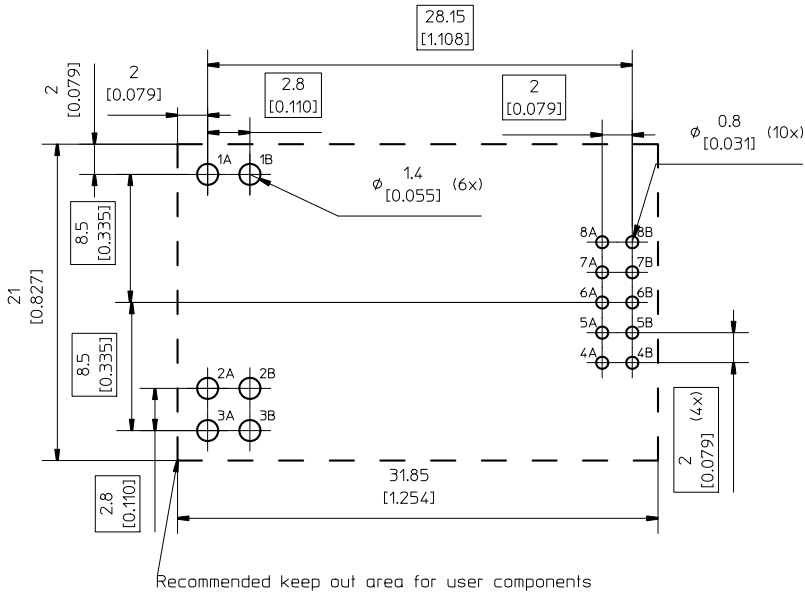 28.15
[1.108]
2
[0.079]
2
[0.079]
2.8
[0.110]
2
[0.079]
ø 0.8 (10x)
[0.031]
1A 1B
ø 1.4 (6x)
[0.055]
8.5
[0.335]
8A 8B
7A 7B
21
[0.827]
6A 6B
5A 5B
8.5
[0.335]
4A 4B
2A 2B
3A 3B
2 (4x)
[0.079]
2.8
[0.110]
31.85
[1.254]
Recommended keep out area for user components